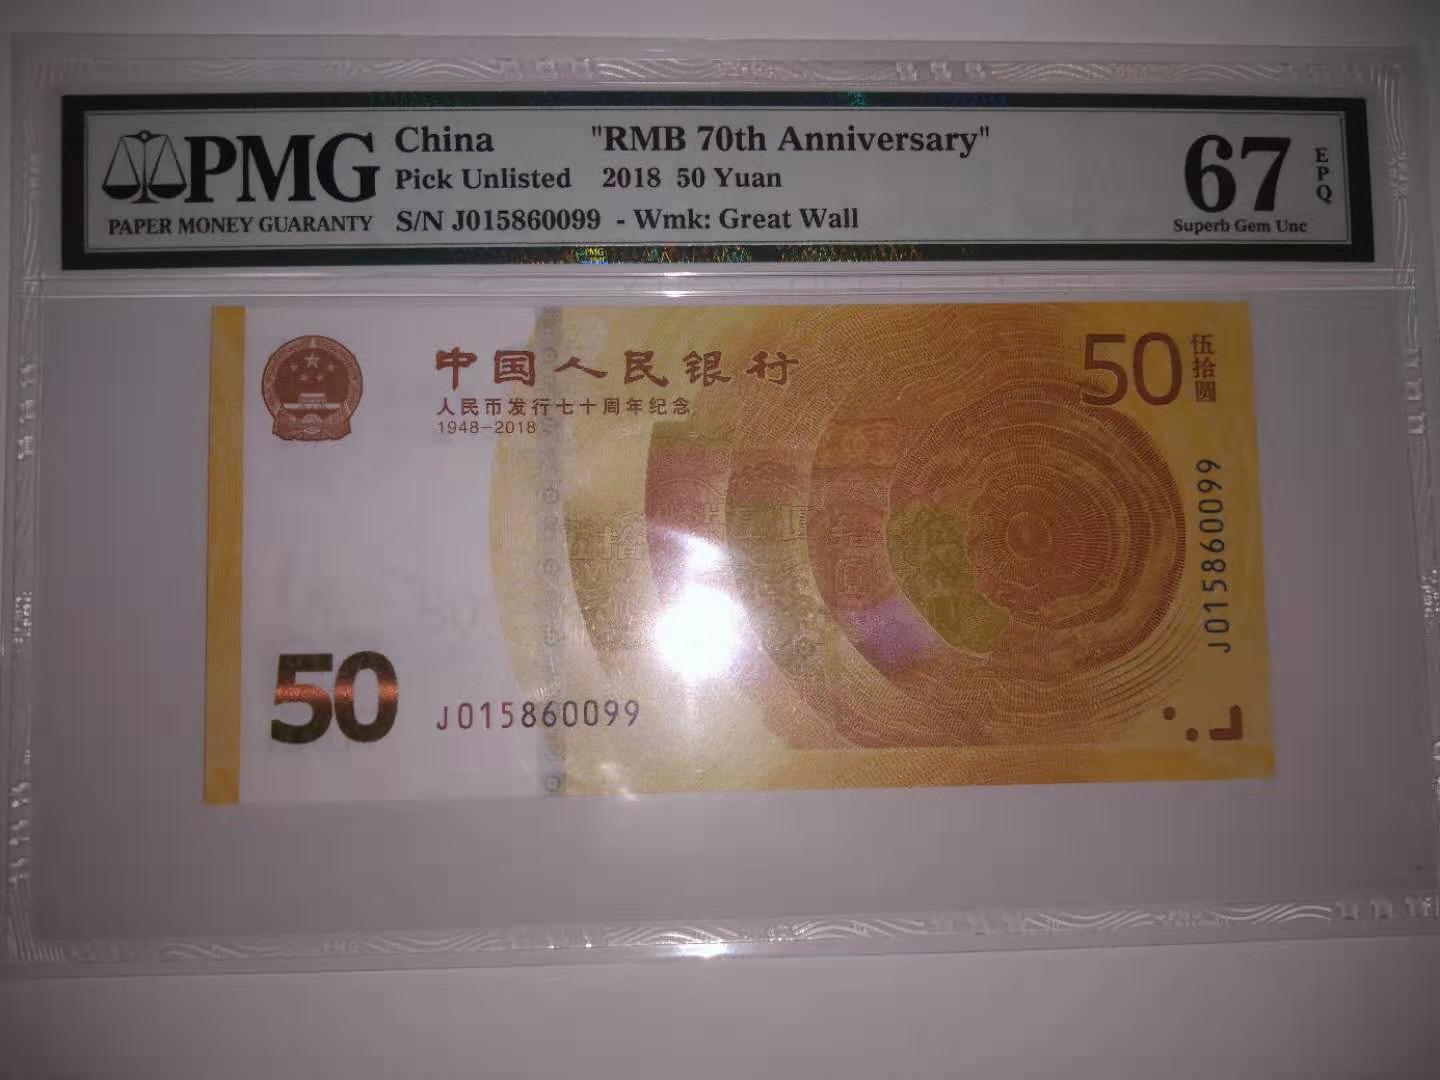 PMG
PAPER MONEY GUARANTY
China "RMB 70th Anniversary"
Pick Unlisted 2018 50 Yuan
S/N J015860099 - Wmk: Great Wall
67
EPQ
Superb Gem Unc
中国人民银行
人民币发行七十周年纪念
1948-2018
50
伍拾圆
J015860099
50
J015860099